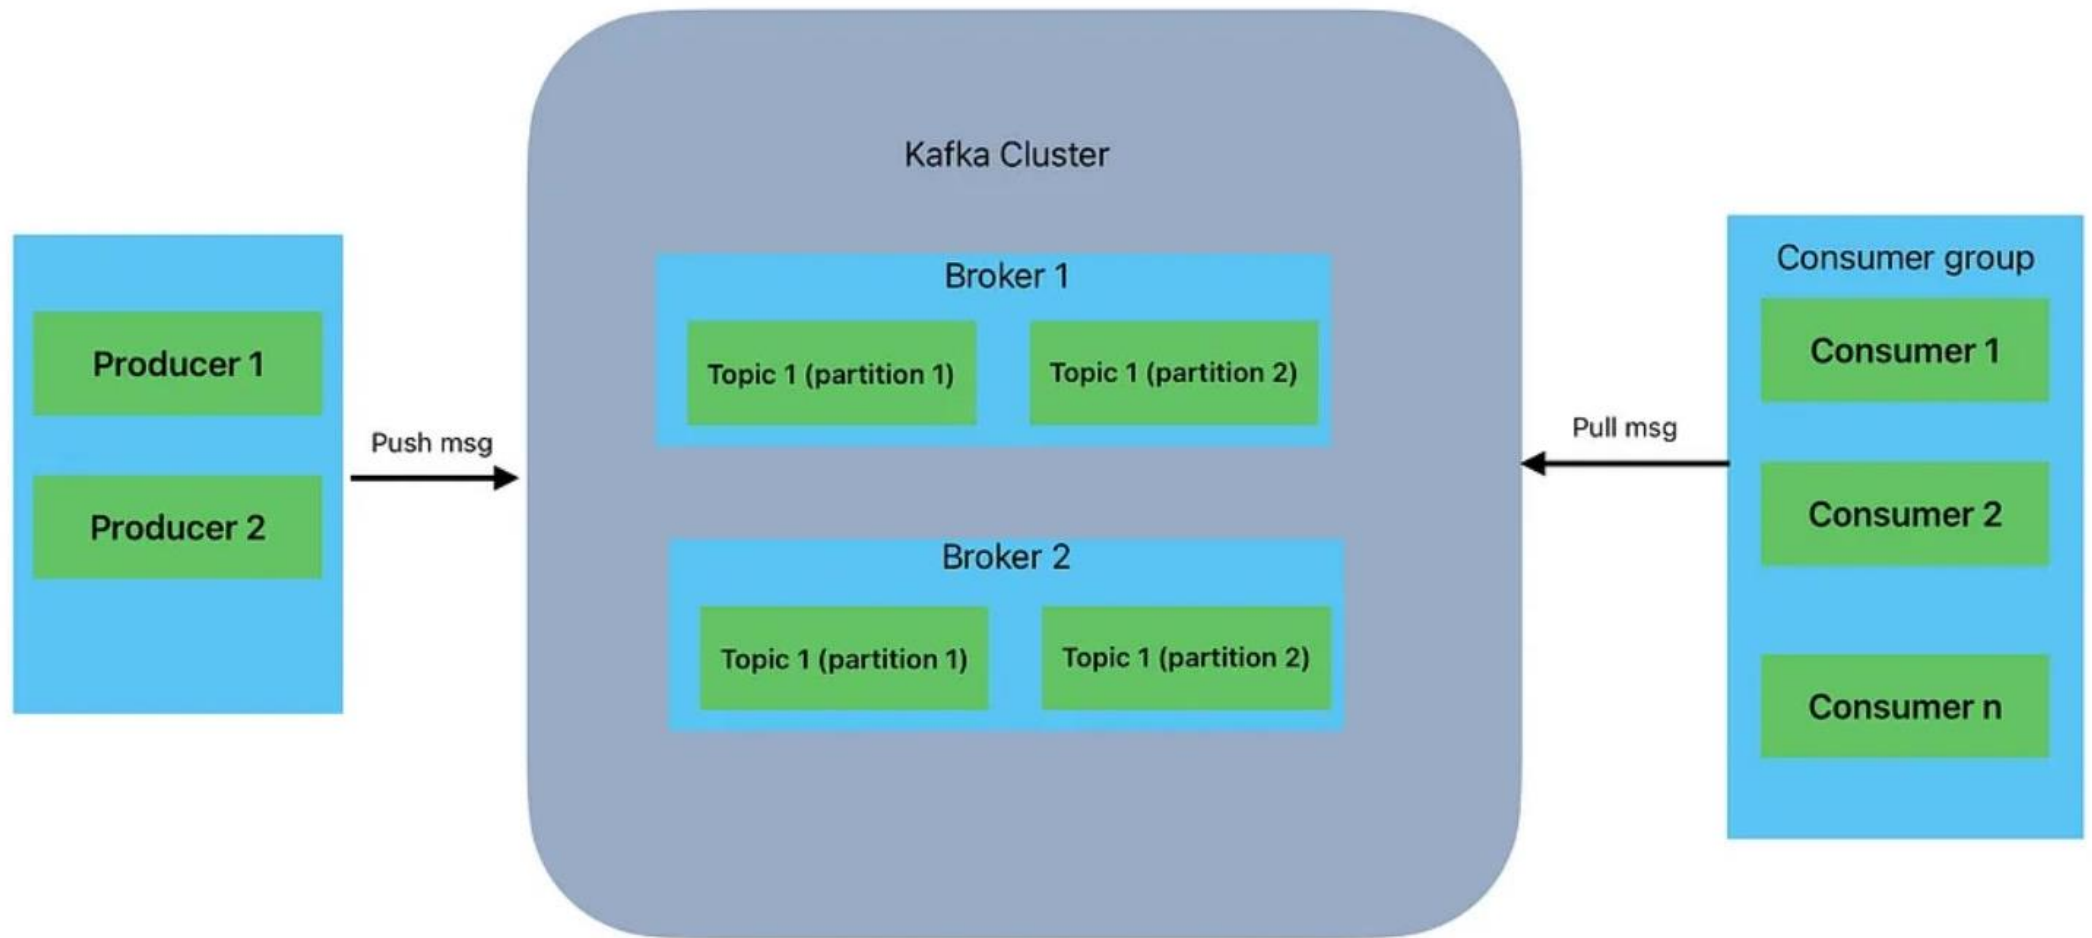 Kafka Cluster
Producer 1
Producer 2
Push msg
Broker 1
Topic 1 (partition 1)
Topic 1 (partition 2)
Broker 2
Topic 1 (partition 1)
Topic 1 (partition 2)
Pull msg
Consumer group
Consumer 1
Consumer 2
Consumer n